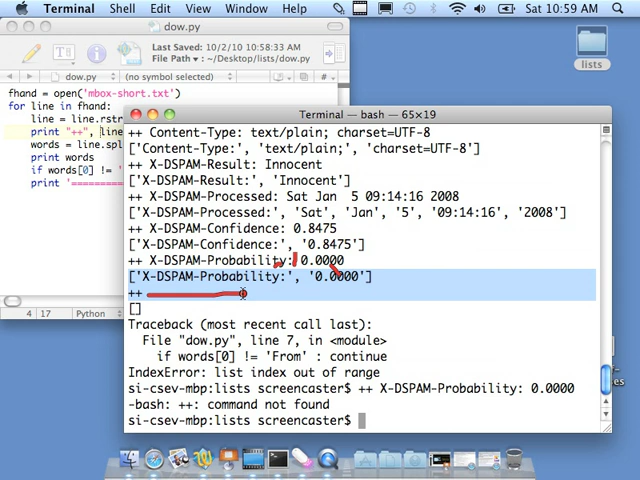 Terminal Shell Edit View Window Help Sat 10:59 AM
dow.py
Last Saved: 10/2/10 10:58:33 AM
File Path: ~/Desktop/lists/dow.py
dow.py (no symbol selected) #
fhand = open('mbox-short.txt')
for line in fhand:
line = line.rstr
print "++", line
words = line.spl
print words
if words[0] != '
print '==========
4 17 Python
lists
Terminal — bash — 65×19
++ Content-Type: text/plain; charset=UTF-8
['Content-Type:', 'text/plain;', 'charset=UTF-8']
++ X-DSPAM-Result: Innocent
['X-DSPAM-Result:', 'Innocent']
++ X-DSPAM-Processed: Sat Jan  5 09:14:16 2008
['X-DSPAM-Processed:', 'Sat', 'Jan', '5', '09:14:16', '2008']
++ X-DSPAM-Confidence: 0.8475
['X-DSPAM-Confidence:', '0.8475']
++ X-DSPAM-Probability: 0.0000
['X-DSPAM-Probability:', '0.0000']
++
[]
Traceback (most recent call last):
File "dow.py", line 7, in <module>
if words[0] != 'From' : continue
IndexError: list index out of range
si-csev-mbp:lists screencaster$ ++ X-DSPAM-Probability: 0.0000
-bash: ++: command not found
si-csev-mbp:lists screencaster$